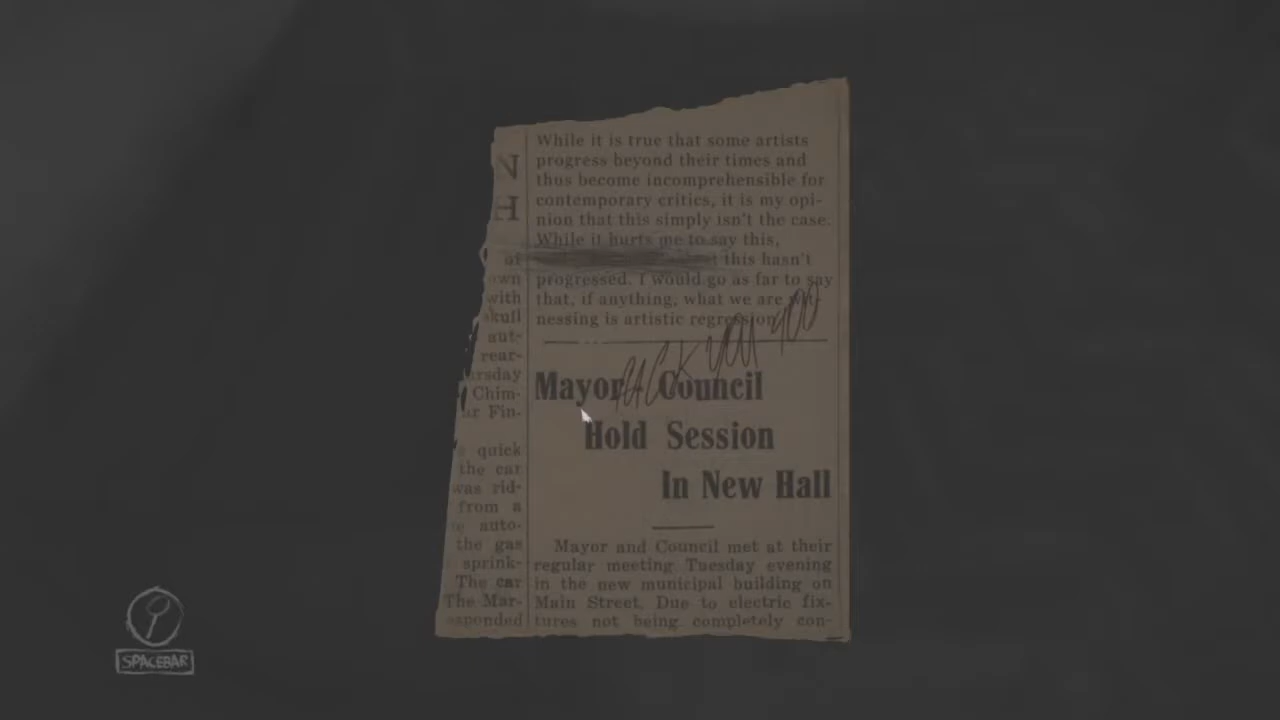 N
H
of
own
with
skull
aut-
rear-
ursday
Chim-
ar Fin-
quick
the car
was rid-
from a
auto-
the gas
sprink-
The car
The Mar-
sponded
While it is true that some artists
progress beyond their times and
thus become incomprehensible for
contemporary critics, it is my opi-
nion that this simply isn't the case.
While it hurts me to say this,
this hasn't
progressed. I would go as far to say
that, if anything, what we are wit-
nessing is artistic regression
YOU TOO
Mayor - Council
Hold Session
In New Hall
Mayor and Council met at their
regular meeting Tuesday evening
in the new municipal building on
Main Street. Due to electric fix-
tures not being completely con-
SPACEBAR